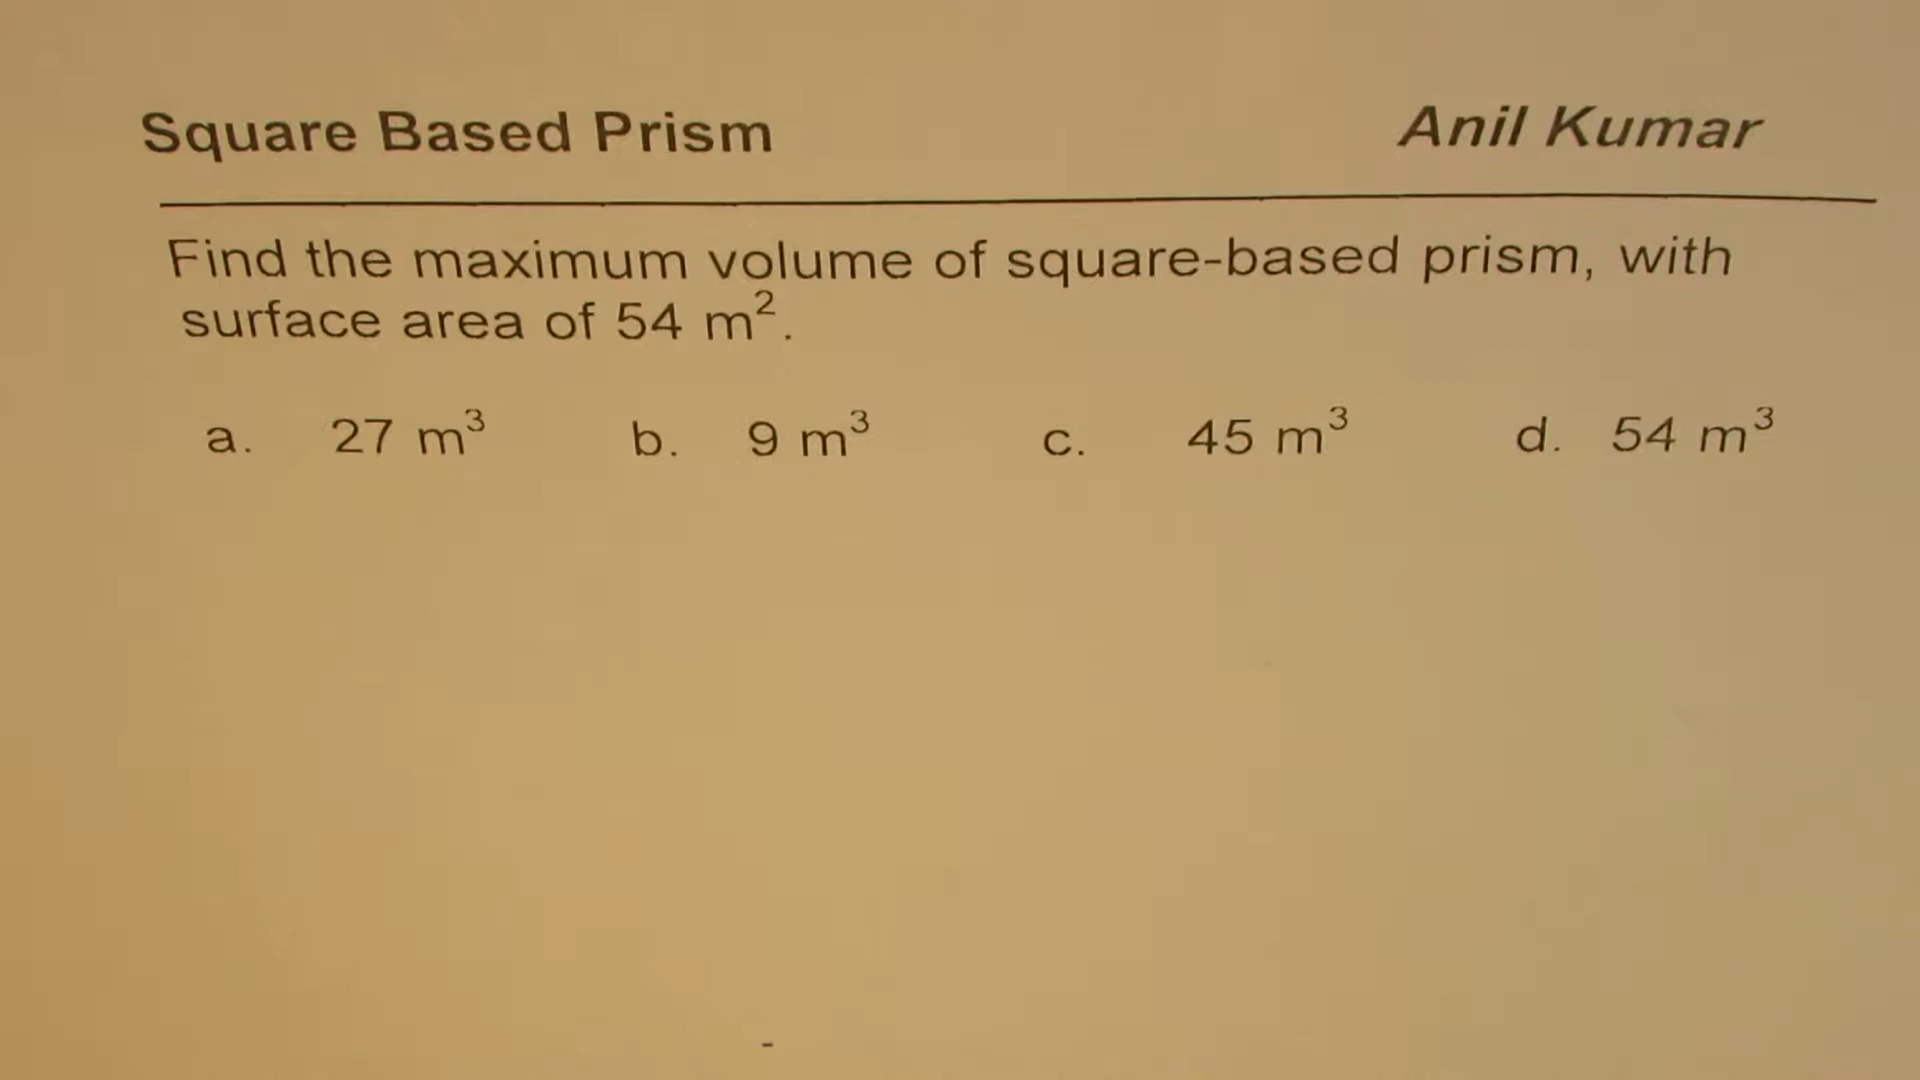 Square Based Prism Anil Kumar
Find the maximum volume of square-based prism, with
surface area of 54 m².
a. 27 m³ b. 9 m³ c. 45 m³ d. 54 m³